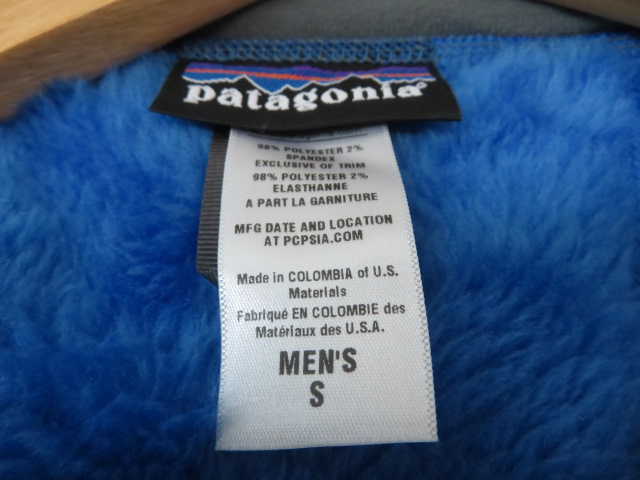 patagonia
98% POLYESTER 2%
SPANDEX
EXCLUSIVE OF TRIM
98% POLYESTER 2%
ELASTHANNE
A PART LA GARNITURE
MFG DATE AND LOCATION
AT PCPSIA.COM
Made in COLOMBIA of U.S.
Materials
Fabriqué EN COLOMBIE des
Matériaux des U.S.A.
MEN'S
S